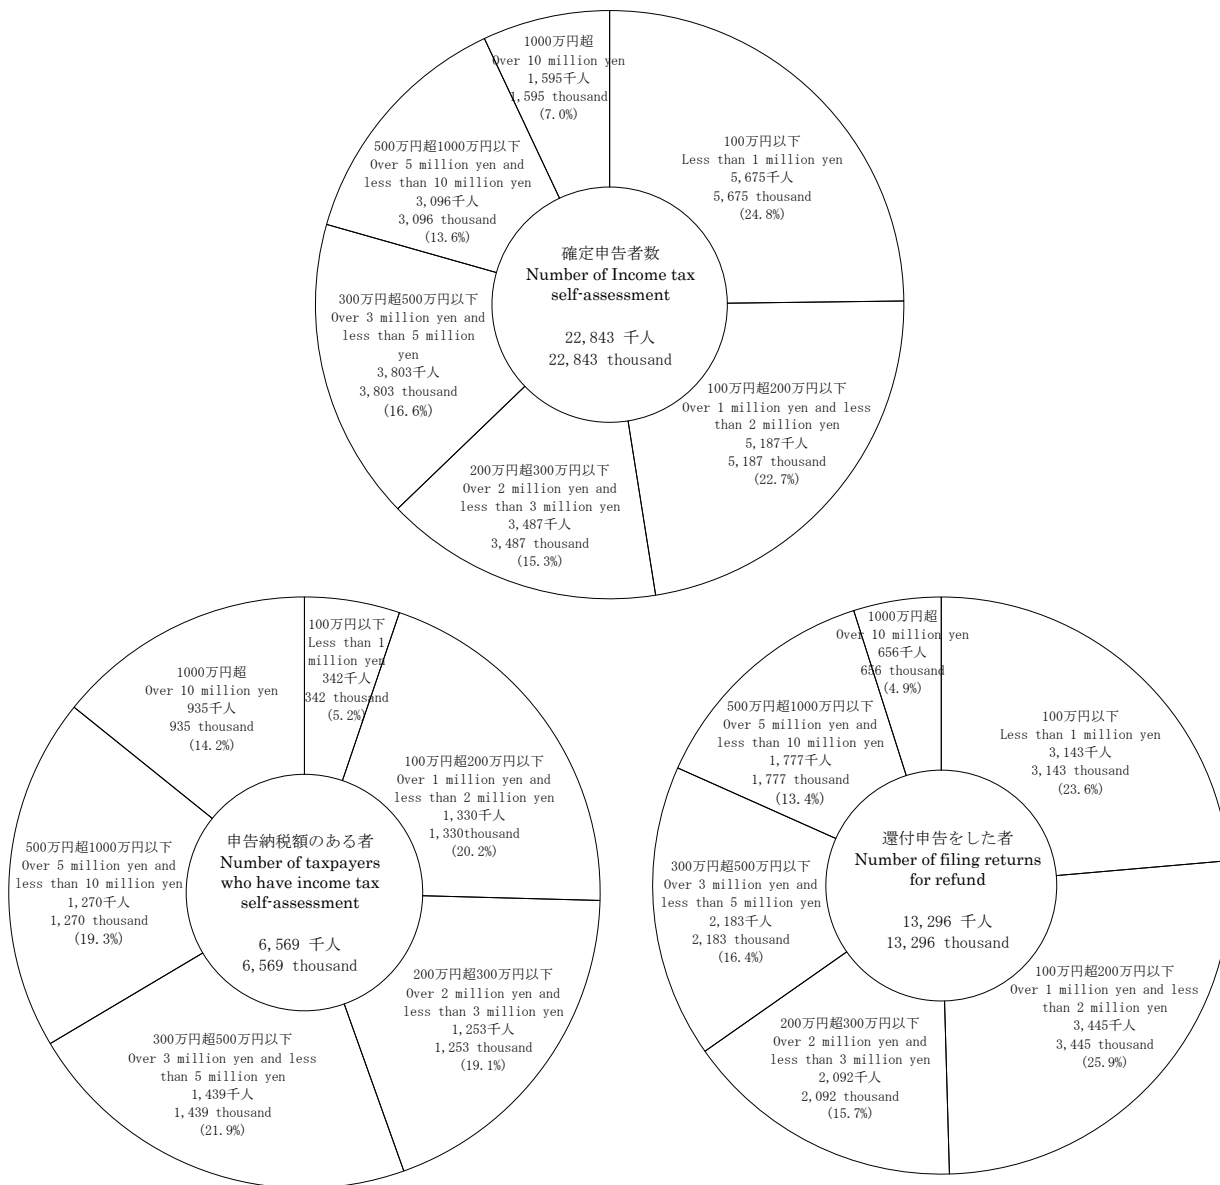 1000万円超
Over 10 million yen
1,595千人
1,595 thousand
(7.0%)
100万円以下
Less than 1 million yen
5,675千人
5,675 thousand
(24.8%)
500万円超1000万円以下
Over 5 million yen and
less than 10 million yen
3,096千人
3,096 thousand
(13.6%)
確定申告者数
Number of Income tax
self-assessment
22,843 千人
22,843 thousand
300万円超500万円以下
Over 3 million yen and
less than 5 million
yen
3,803千人
3,803 thousand
(16.6%)
100万円超200万円以下
Over 1 million yen and less
than 2 million yen
5,187千人
5,187 thousand
(22.7%)
200万円超300万円以下
Over 2 million yen and
less than 3 million yen
3,487千人
3,487 thousand
(15.3%)
100万円以下
Less than 1
million yen
342千人
342 thousand
(5.2%)
1000万円超
Over 10 million yen
935千人
935 thousand
(14.2%)
100万円超200万円以下
Over 1 million yen and
less than 2 million yen
1,330千人
1,330thousand
(20.2%)
申告納税額のある者
Number of taxpayers
who have income tax
self-assessment
6,569 千人
6,569 thousand
500万円超1000万円以下
Over 5 million yen and
less than 10 million yen
1,270千人
1,270 thousand
(19.3%)
200万円超300万円以下
Over 2 million yen and
less than 3 million yen
1,253千人
1,253 thousand
(19.1%)
300万円超500万円以下
Over 3 million yen and less
than 5 million yen
1,439千人
1,439 thousand
(21.9%)
1000万円超
Over 10 million yen
656千人
656 thousand
(4.9%)
500万円超1000万円以下
Over 5 million yen and
less than 10 million yen
1,777千人
1,777 thousand
(13.4%)
100万円以下
Less than 1 million yen
3,143千人
3,143 thousand
(23.6%)
還付申告をした者
Number of filing returns
for refund
13,296 千人
13,296 thousand
300万円超500万円以下
Over 3 million yen and
less than 5 million yen
2,183千人
2,183 thousand
(16.4%)
100万円超200万円以下
Over 1 million yen and less
than 2 million yen
3,445千人
3,445 thousand
(25.9%)
200万円超300万円以下
Over 2 million yen and
less than 3 million yen
2,092千人
2,092 thousand
(15.7%)